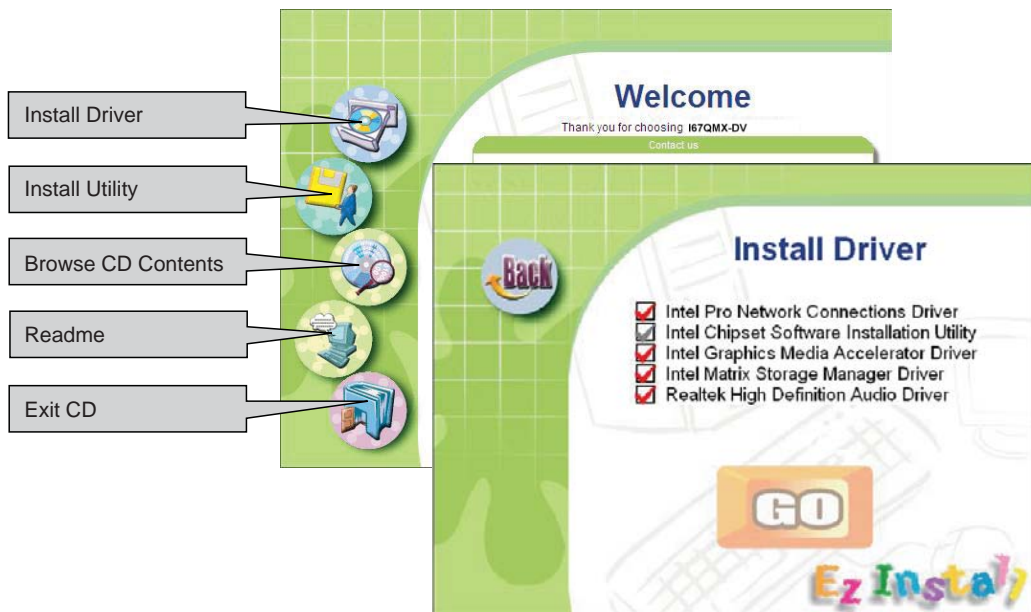 Install Driver
Install Utility
Browse CD Contents
Readme
Exit CD
Welcome
Thank you for choosing I67QMX-DV
Contact us
Back
Install Driver
Intel Pro Network Connections Driver
Intel Chipset Software Installation Utility
Intel Graphics Media Accelerator Driver
Intel Matrix Storage Manager Driver
Realtek High Definition Audio Driver
GO
Ez Install